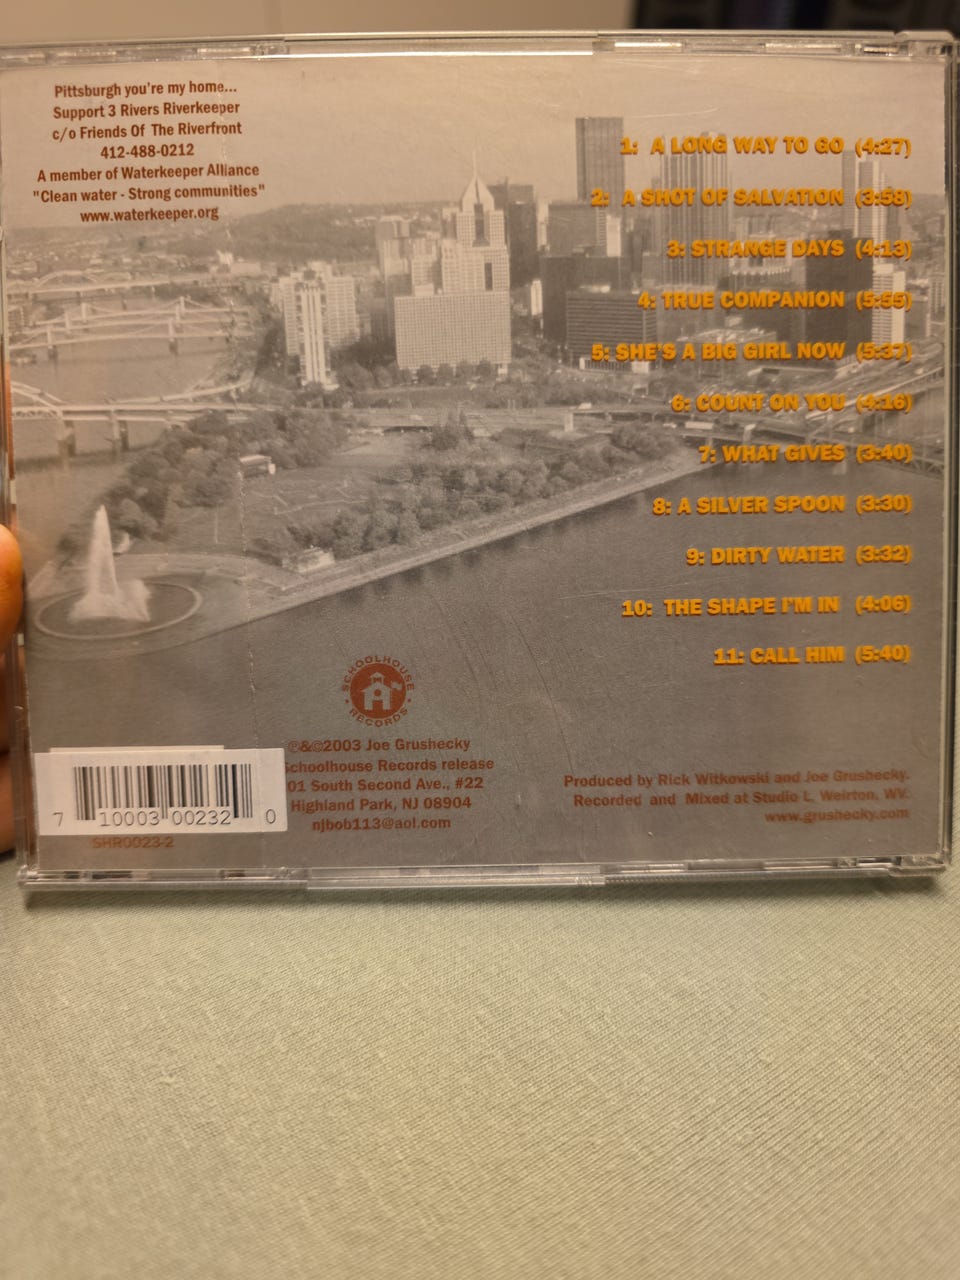 Pittsburgh you're my home...
Support 3 Rivers Riverkeeper
c/o Friends Of The Riverfront
412-488-0212
A member of Waterkeeper Alliance
"Clean water - Strong communities"
www.waterkeeper.org
1: A LONG WAY TO GO (4:27)
2: A SHOT OF SALVATION (3:58)
3: STRANGE DAYS (4:13)
4: TRUE COMPANION (5:55)
5: SHE'S A BIG GIRL NOW (5:37)
6: COUNT ON YOU (4:16)
7: WHAT GIVES (3:40)
8: A SILVER SPOON (3:30)
9: DIRTY WATER (3:32)
10: THE SHAPE I'M IN (4:06)
11: CALL HIM (5:40)
SCHOOLHOUSE
RECORDS
℗&©2003 Joe Grushecky
Schoolhouse Records release
01 South Second Ave., #22
Highland Park, NJ 08904
njbob113@aol.com
7 10003 00232 0
SHR0023-2
Produced by Rick Witkowski and Joe Grushecky.
Recorded and Mixed at Studio L, Weirton, WV.
www.grushecky.com